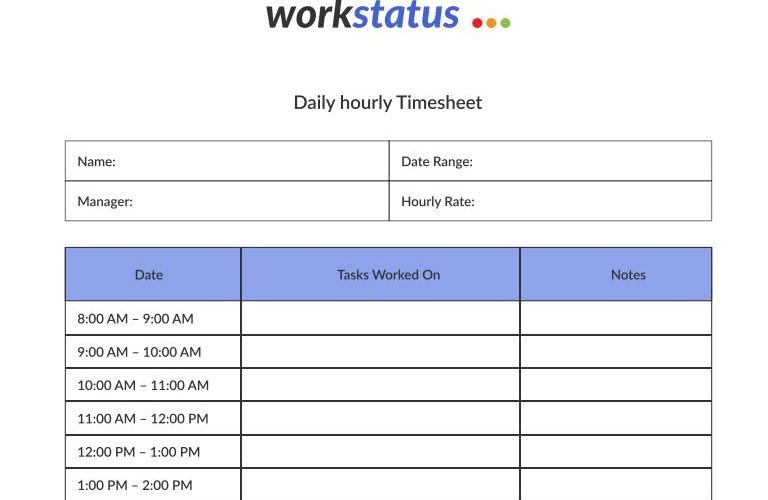 workstatus
Daily hourly Timesheet
Name: Date Range:
Manager: Hourly Rate:
Date Tasks Worked On Notes
8:00 AM – 9:00 AM
9:00 AM – 10:00 AM
10:00 AM – 11:00 AM
11:00 AM – 12:00 PM
12:00 PM – 1:00 PM
1:00 PM – 2:00 PM